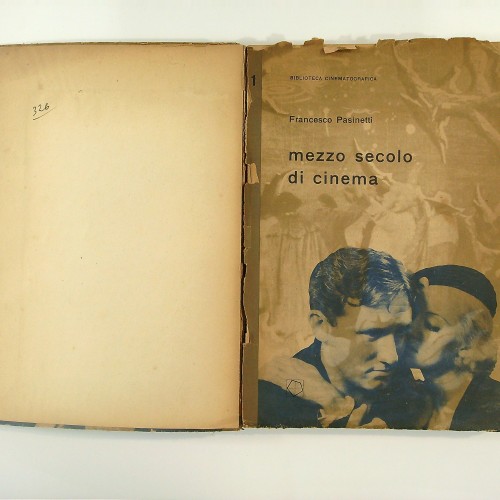 326
1
BIBLIOTECA CINEMATOGRAFICA
Francesco Pasinetti
mezzo secolo
di cinema